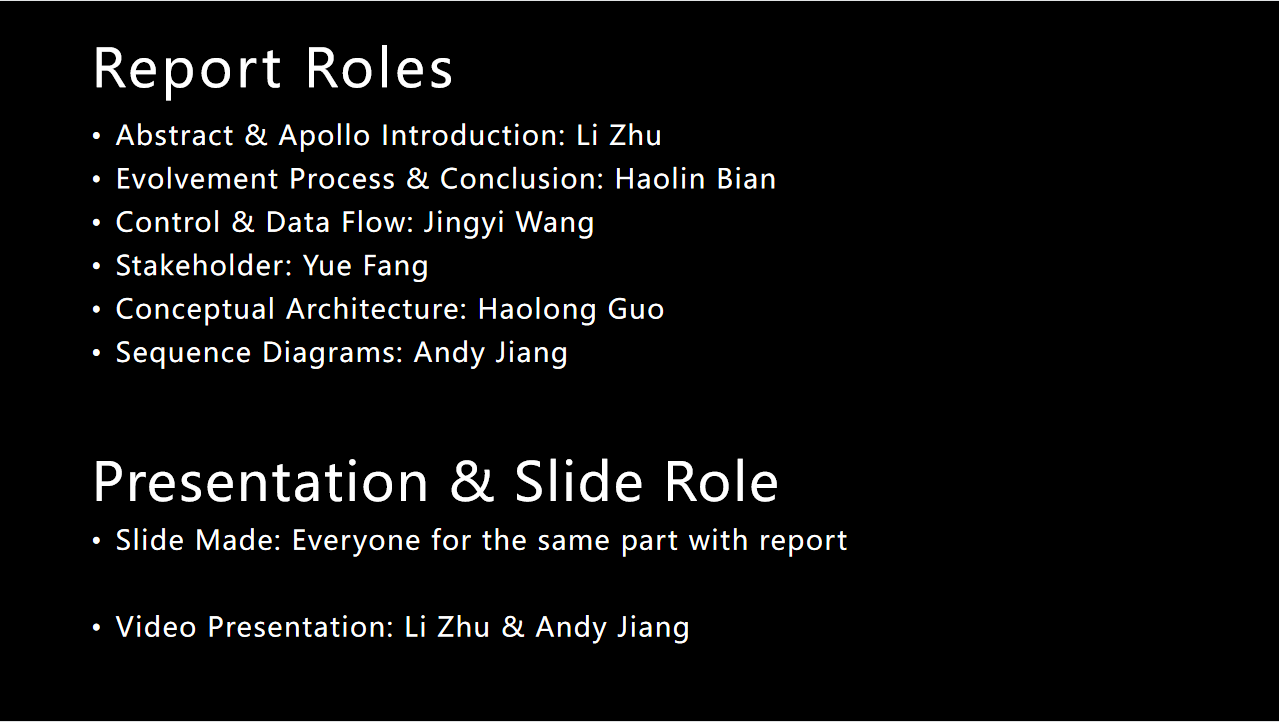 Report Roles
• Abstract & Apollo Introduction: Li Zhu
• Evolvement Process & Conclusion: Haolin Bian
• Control & Data Flow: Jingyi Wang
• Stakeholder: Yue Fang
• Conceptual Architecture: Haolong Guo
• Sequence Diagrams: Andy Jiang
Presentation & Slide Role
• Slide Made: Everyone for the same part with report
• Video Presentation: Li Zhu & Andy Jiang